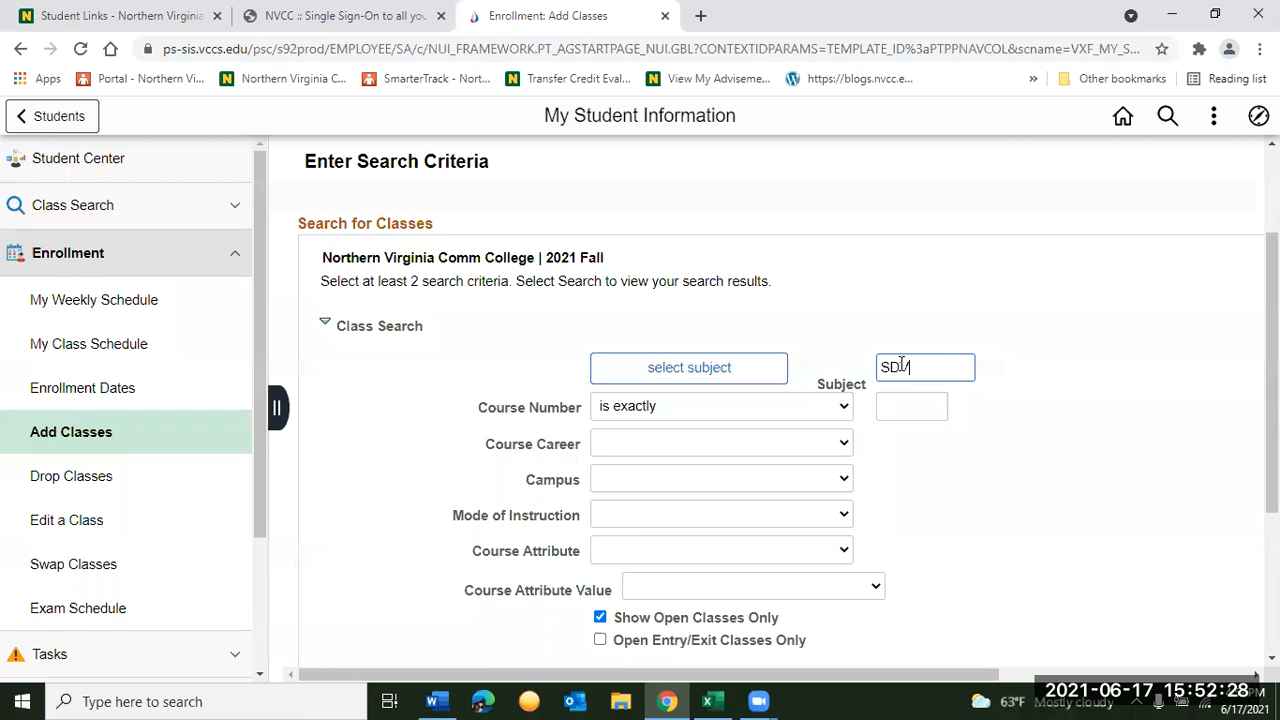 Student Links - Northern Virginia
NVCC :: Single Sign-On to all you
Enrollment: Add Classes
ps-sis.vccs.edu/psc/s92prod/EMPLOYEE/SA/c/NUI_FRAMEWORK.PT_AGSTARTPAGE_NUI.GBL?CONTEXTIDPARAMS=TEMPLATE_ID%3aPTPPNAVCOL&scname=VXF_MY_S...
Apps
Portal - Northern Vi...
Northern Virginia C...
SmarterTrack - Nort...
Transfer Credit Eval...
View My Adviseme...
https://blogs.nvcc.e...
»
Other bookmarks
Reading list
Students
My Student Information
Student Center
Class Search
Enrollment
My Weekly Schedule
My Class Schedule
Enrollment Dates
Add Classes
Drop Classes
Edit a Class
Swap Classes
Exam Schedule
Tasks
Enter Search Criteria
Search for Classes
Northern Virginia Comm College | 2021 Fall
Select at least 2 search criteria. Select Search to view your search results.
Class Search
select subject
Subject
SDV
Course Number
is exactly
Course Career
Campus
Mode of Instruction
Course Attribute
Course Attribute Value
Show Open Classes Only
Open Entry/Exit Classes Only
Type here to search
63°F Mostly cloudy
2021-06-17 15:52:28
6/17/2021